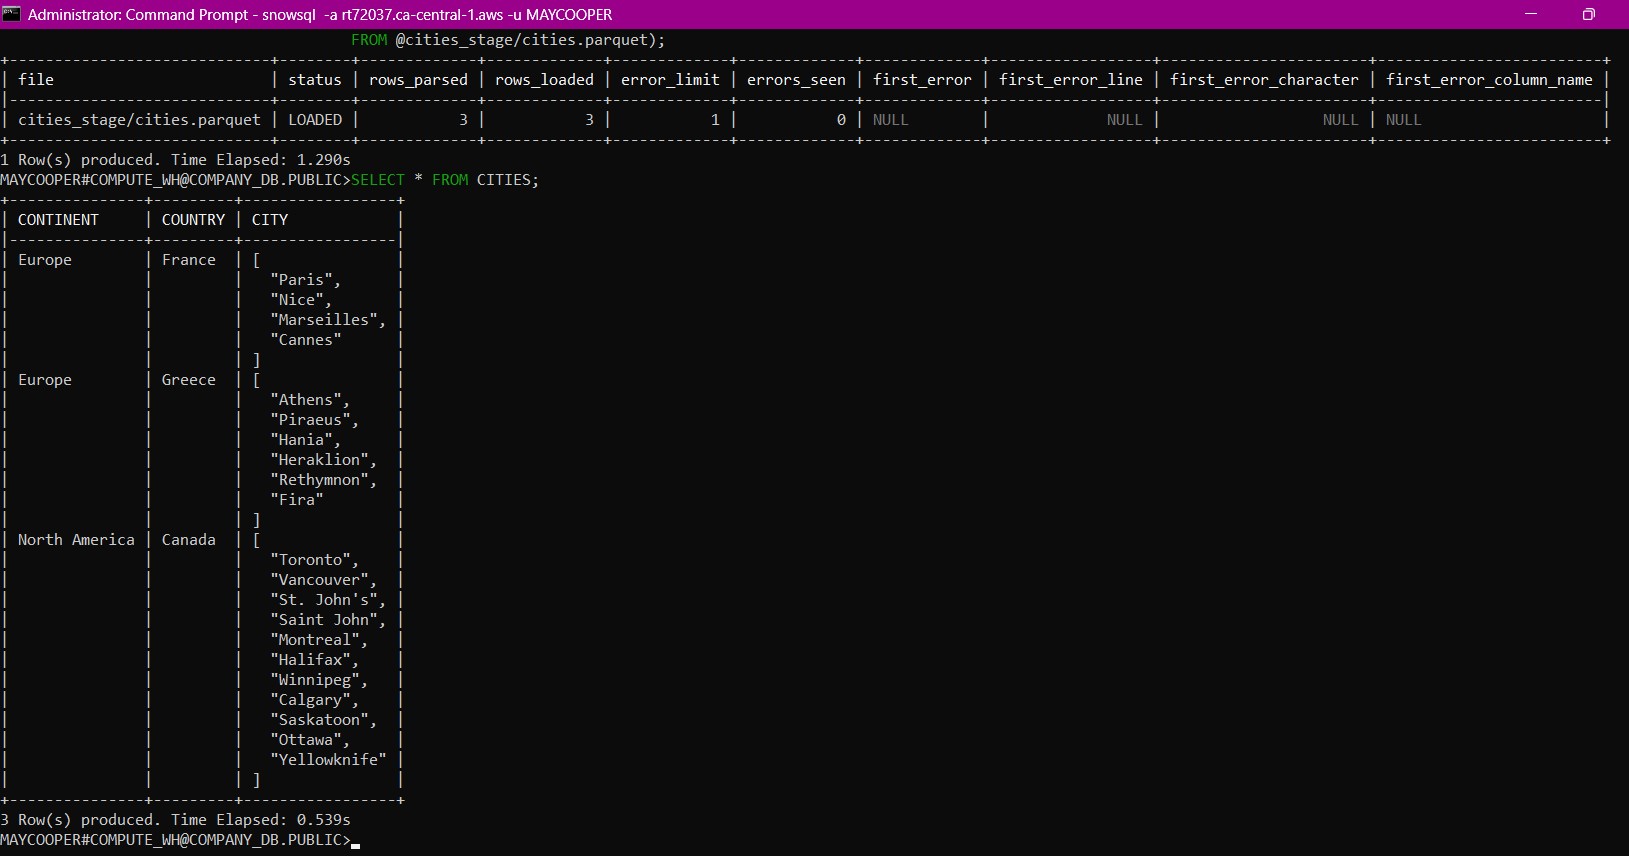 Administrator: Command Prompt - snowsql  -a rt72037.ca-central-1.aws -u MAYCOOPER
                                       FROM @cities_stage/cities.parquet);
+-----------------------------+--------+-------------+-------------+-------------+-------------+-------------+------------------+-----------------------+-------------------------+
| file                        | status | rows_parsed | rows_loaded | error_limit | errors_seen | first_error | first_error_line | first_error_character | first_error_column_name |
|-----------------------------+--------+-------------+-------------+-------------+-------------+-------------+------------------+-----------------------+-------------------------|
| cities_stage/cities.parquet | LOADED |           3 |           3 |           1 |           0 | NULL        |             NULL |                  NULL | NULL                    |
+-----------------------------+--------+-------------+-------------+-------------+-------------+-------------+------------------+-----------------------+-------------------------+
1 Row(s) produced. Time Elapsed: 1.290s
MAYCOOPER#COMPUTE_WH@COMPANY_DB.PUBLIC>SELECT * FROM CITIES;
+---------------+---------+-----------------+
| CONTINENT     | COUNTRY | CITY            |
|---------------+---------+-----------------|
| Europe        | France  | [               |
|               |         |   "Paris",      |
|               |         |   "Nice",       |
|               |         |   "Marseilles", |
|               |         |   "Cannes"      |
|               |         | ]               |
| Europe        | Greece  | [               |
|               |         |   "Athens",     |
|               |         |   "Piraeus",    |
|               |         |   "Hania",      |
|               |         |   "Heraklion",  |
|               |         |   "Rethymnon",  |
|               |         |   "Fira"        |
|               |         | ]               |
| North America | Canada  | [               |
|               |         |   "Toronto",    |
|               |         |   "Vancouver",  |
|               |         |   "St. John's", |
|               |         |   "Saint John", |
|               |         |   "Montreal",   |
|               |         |   "Halifax",    |
|               |         |   "Winnipeg",   |
|               |         |   "Calgary",    |
|               |         |   "Saskatoon",  |
|               |         |   "Ottawa",     |
|               |         |   "Yellowknife" |
|               |         | ]               |
+---------------+---------+-----------------+
3 Row(s) produced. Time Elapsed: 0.539s
MAYCOOPER#COMPUTE_WH@COMPANY_DB.PUBLIC>